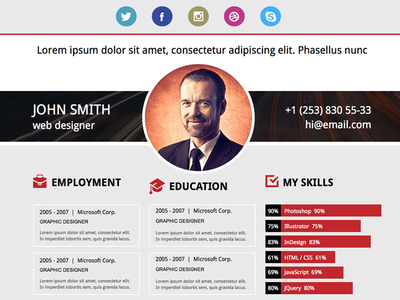 Lorem ipsum dolor sit amet, consectetur adipiscing elit. Phasellus nunc
JOHN SMITH
web designer
+1 (253) 830 55-33
hi@email.com
EMPLOYMENT
2005 - 2007 | Microsoft Corp.
GRAPHIC DESIGNER
Lorem ipsum dolor sit amet, consectetur elit.
In imperdiet lobortis sem, quis viverra lacus.
2005 - 2007 | Microsoft Corp.
GRAPHIC DESIGNER
Lorem ipsum dolor sit amet, consectetur elit.
In imperdiet lobortis sem, quis viverra lacus.
EDUCATION
2005 - 2007 | Microsoft Corp.
GRAPHIC DESIGNER
Lorem ipsum dolor sit amet, consectetur elit.
In imperdiet lobortis sem, quis viverra lacus.
2005 - 2007 | Microsoft Corp.
GRAPHIC DESIGNER
Lorem ipsum dolor sit amet, consectetur elit.
In imperdiet lobortis sem, quis viverra lacus.
MY SKILLS
90% Photoshop 90%
75% Illustrator 75%
83% InDesign 83%
61% HTML / CSS 61%
69% JavaScript 69%
80% JQuery 80%